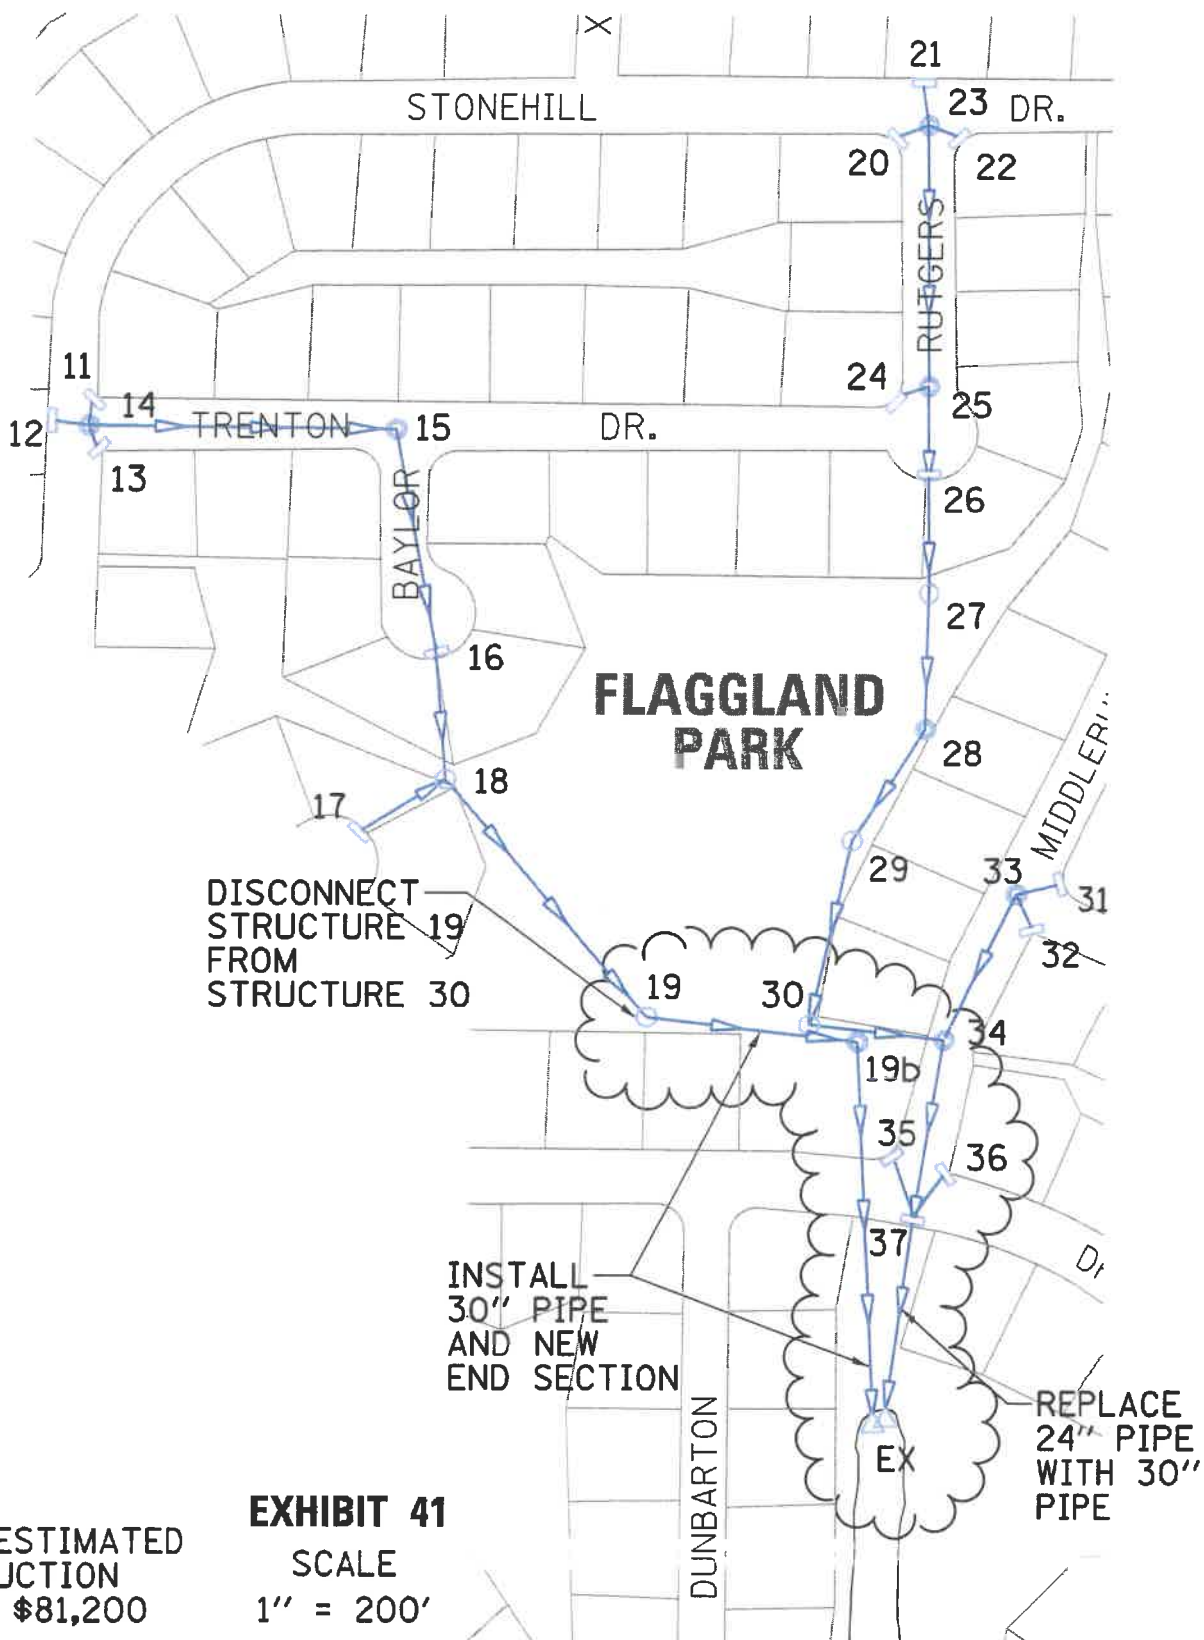 X
21
STONEHILL
23
DR.
20
22
RUTGERS
11
24
14
25
12
TRENTON
15
DR.
13
26
BAYLOR
27
16
FLAGGLAND
PARK
28
18
17
29
33
31
DISCONNECT
STRUCTURE 19
FROM
STRUCTURE 30
32
19
30
34
19b
35
36
37
INSTALL
30" PIPE
AND NEW
END SECTION
REPLACE
24" PIPE
WITH 30"
PIPE
EX
DUNBARTON
EXHIBIT 41
SCALE
1" = 200'
ESTIMATED
UCTION
$81,200